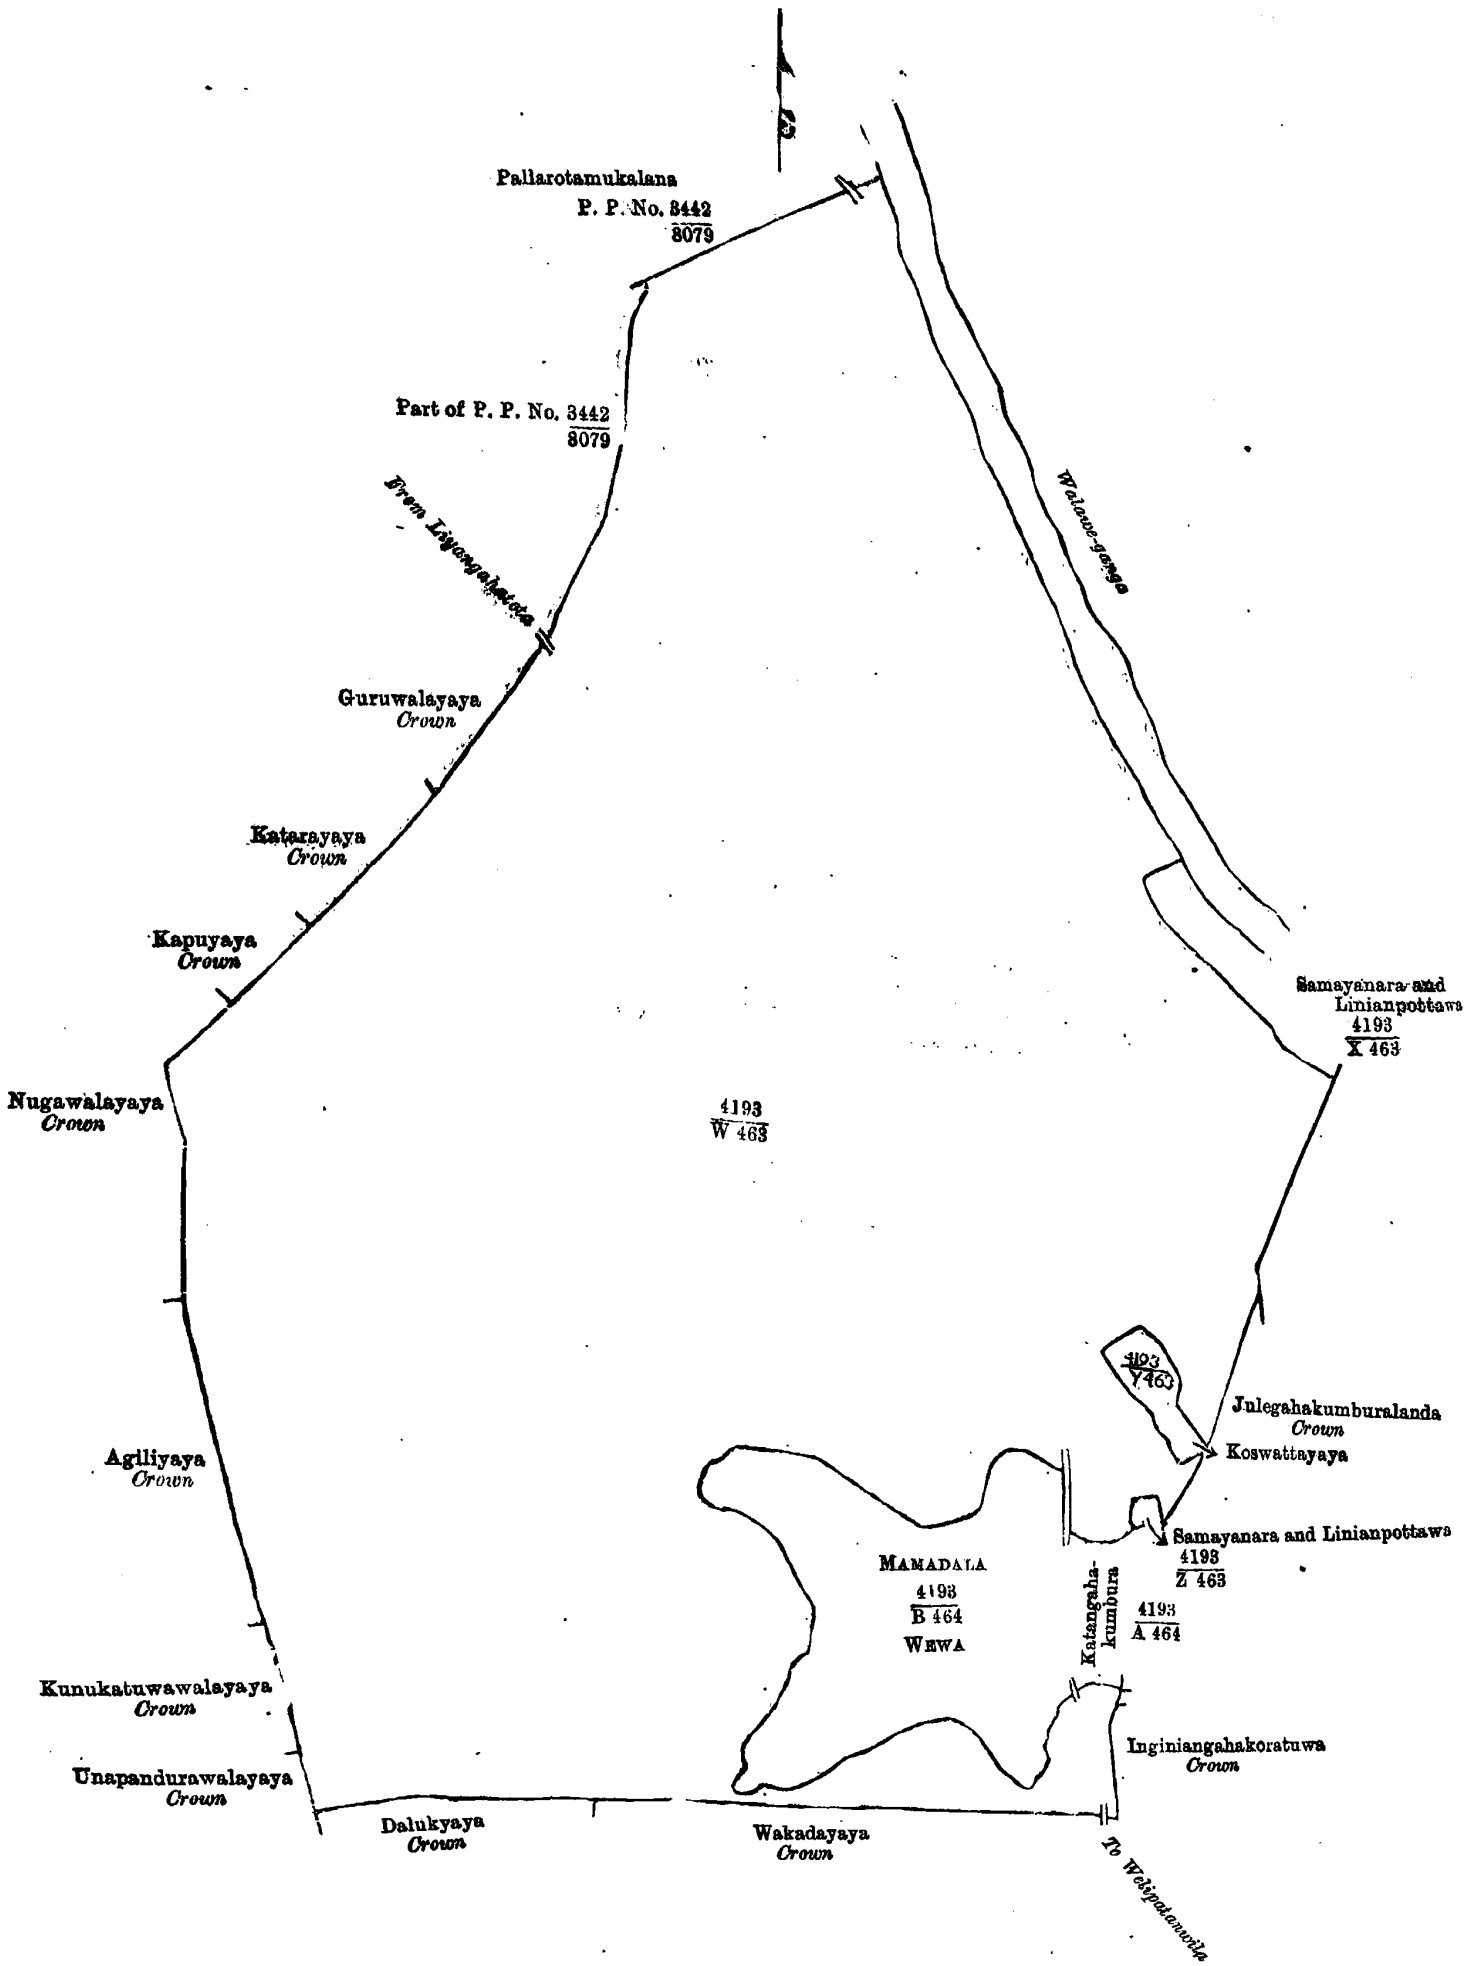 Pallarotamukalana
P. P. No. 3442
8079
Part of P. P. No. 3442
8079
From Liyangahatota
Walawe-ganga
Guruwalayaya
Crown
Katarayaya
Crown
Kapuyaya
Crown
Samayanara and
Linianpottawa
4193
X 463
Nugawalayaya
Crown
4193
W 463
4193
Y 463
Julegahakumburalanda
Crown
Koswattayaya
Agiliyaya
Crown
Samayanara and Linianpottawa
4193
Z 463
MAMADALA
4193
B 464
WEWA
Katangaha-
kumbura
4193
A 464
Kunukatuwawalayaya
Crown
Inginiangahakoratuwa
Crown
Unapandurawalayaya
Crown
Dalukyaya
Crown
Wakadayaya
Crown
To Welipatanwila